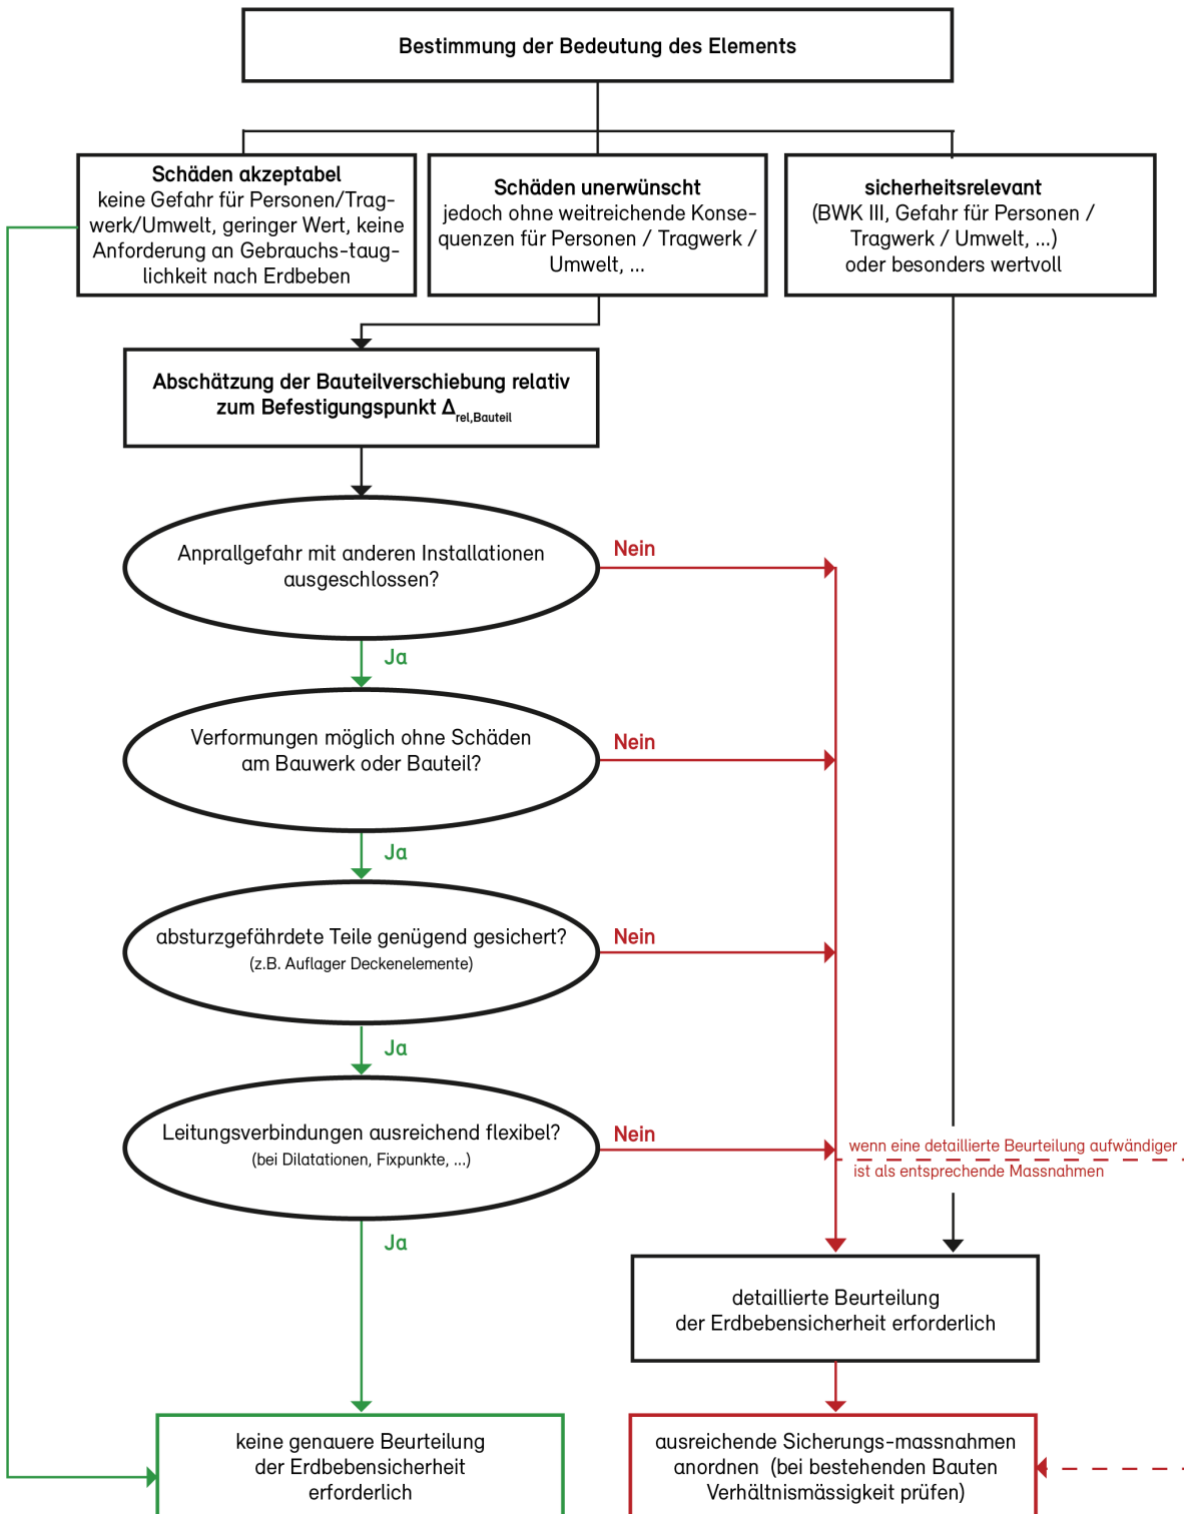 Bestimmung der Bedeutung des Elements
Schäden akzeptabel
keine Gefahr für Personen/Trag-
werk/Umwelt, geringer Wert, keine
Anforderung an Gebrauchs-taug-
lichkeit nach Erdbeben
Schäden unerwünscht
jedoch ohne weitreichende Konse-
quenzen für Personen / Tragwerk /
Umwelt, ...
sicherheitsrelevant
(BWK III, Gefahr für Personen /
Tragwerk / Umwelt, ...)
oder besonders wertvoll
Abschätzung der Bauteilverschiebung relativ
zum Befestigungspunkt Δrel,Bauteil
Anprallgefahr mit anderen Installationen
ausgeschlossen?
Nein
Ja
Verformungen möglich ohne Schäden
am Bauwerk oder Bauteil?
Nein
Ja
absturzgefährdete Teile genügend gesichert?
(z.B. Auflager Deckenelemente)
Nein
Ja
Leitungsverbindungen ausreichend flexibel?
(bei Dilatationen, Fixpunkte, ...)
Nein
Ja
wenn eine detaillierte Beurteilung aufwändiger
ist als entsprechende Massnahmen
detaillierte Beurteilung
der Erdbebensicherheit erforderlich
keine genauere Beurteilung
der Erdbebensicherheit
erforderlich
ausreichende Sicherungs-massnahmen
anordnen (bei bestehenden Bauten
Verhältnismässigkeit prüfen)